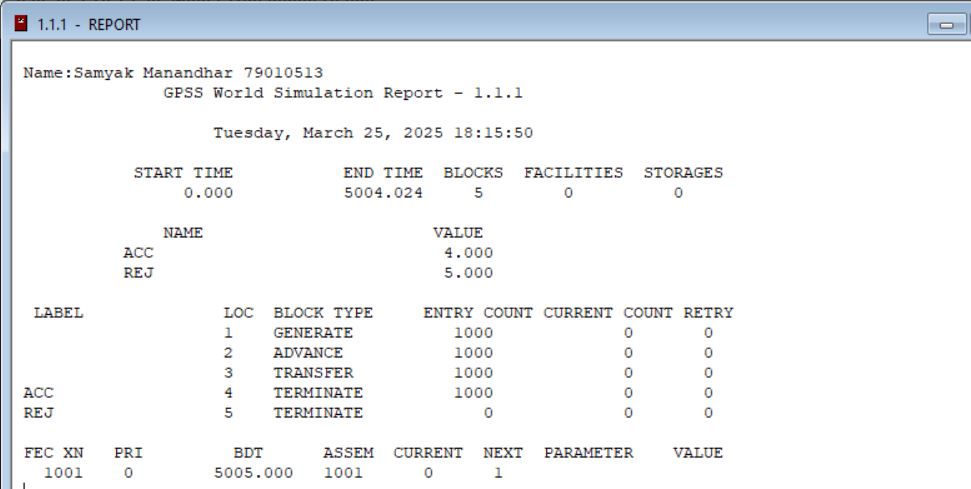 1.1.1 - REPORT
Name:Samyak Manandhar 79010513
GPSS World Simulation Report - 1.1.1
Tuesday, March 25, 2025 18:15:50
START TIME END TIME BLOCKS FACILITIES STORAGES
0.000 5004.024 5 0 0
NAME VALUE
ACC 4.000
REJ 5.000
LABEL LOC BLOCK TYPE ENTRY COUNT CURRENT COUNT RETRY
1 GENERATE 1000 0 0
2 ADVANCE 1000 0 0
3 TRANSFER 1000 0 0
ACC 4 TERMINATE 1000 0 0
REJ 5 TERMINATE 0 0 0
FEC XN PRI BDT ASSEM CURRENT NEXT PARAMETER VALUE
1001 0 5005.000 1001 0 1